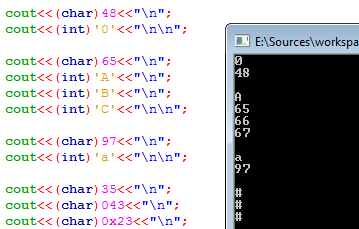 cout<<(char)48<<"\n";
cout<<(int)'0'<<"\n\n";
cout<<(char)65<<"\n";
cout<<(int)'A'<<"\n";
cout<<(int)'B'<<"\n";
cout<<(int)'C'<<"\n\n";
cout<<(char)97<<"\n";
cout<<(int)'a'<<"\n\n";
cout<<(char)35<<"\n";
cout<<(char)043<<"\n";
cout<<(char)0x23<<"\n";
E:\Sources\workspa
0
48
A
65
66
67
a
97
#
#
#